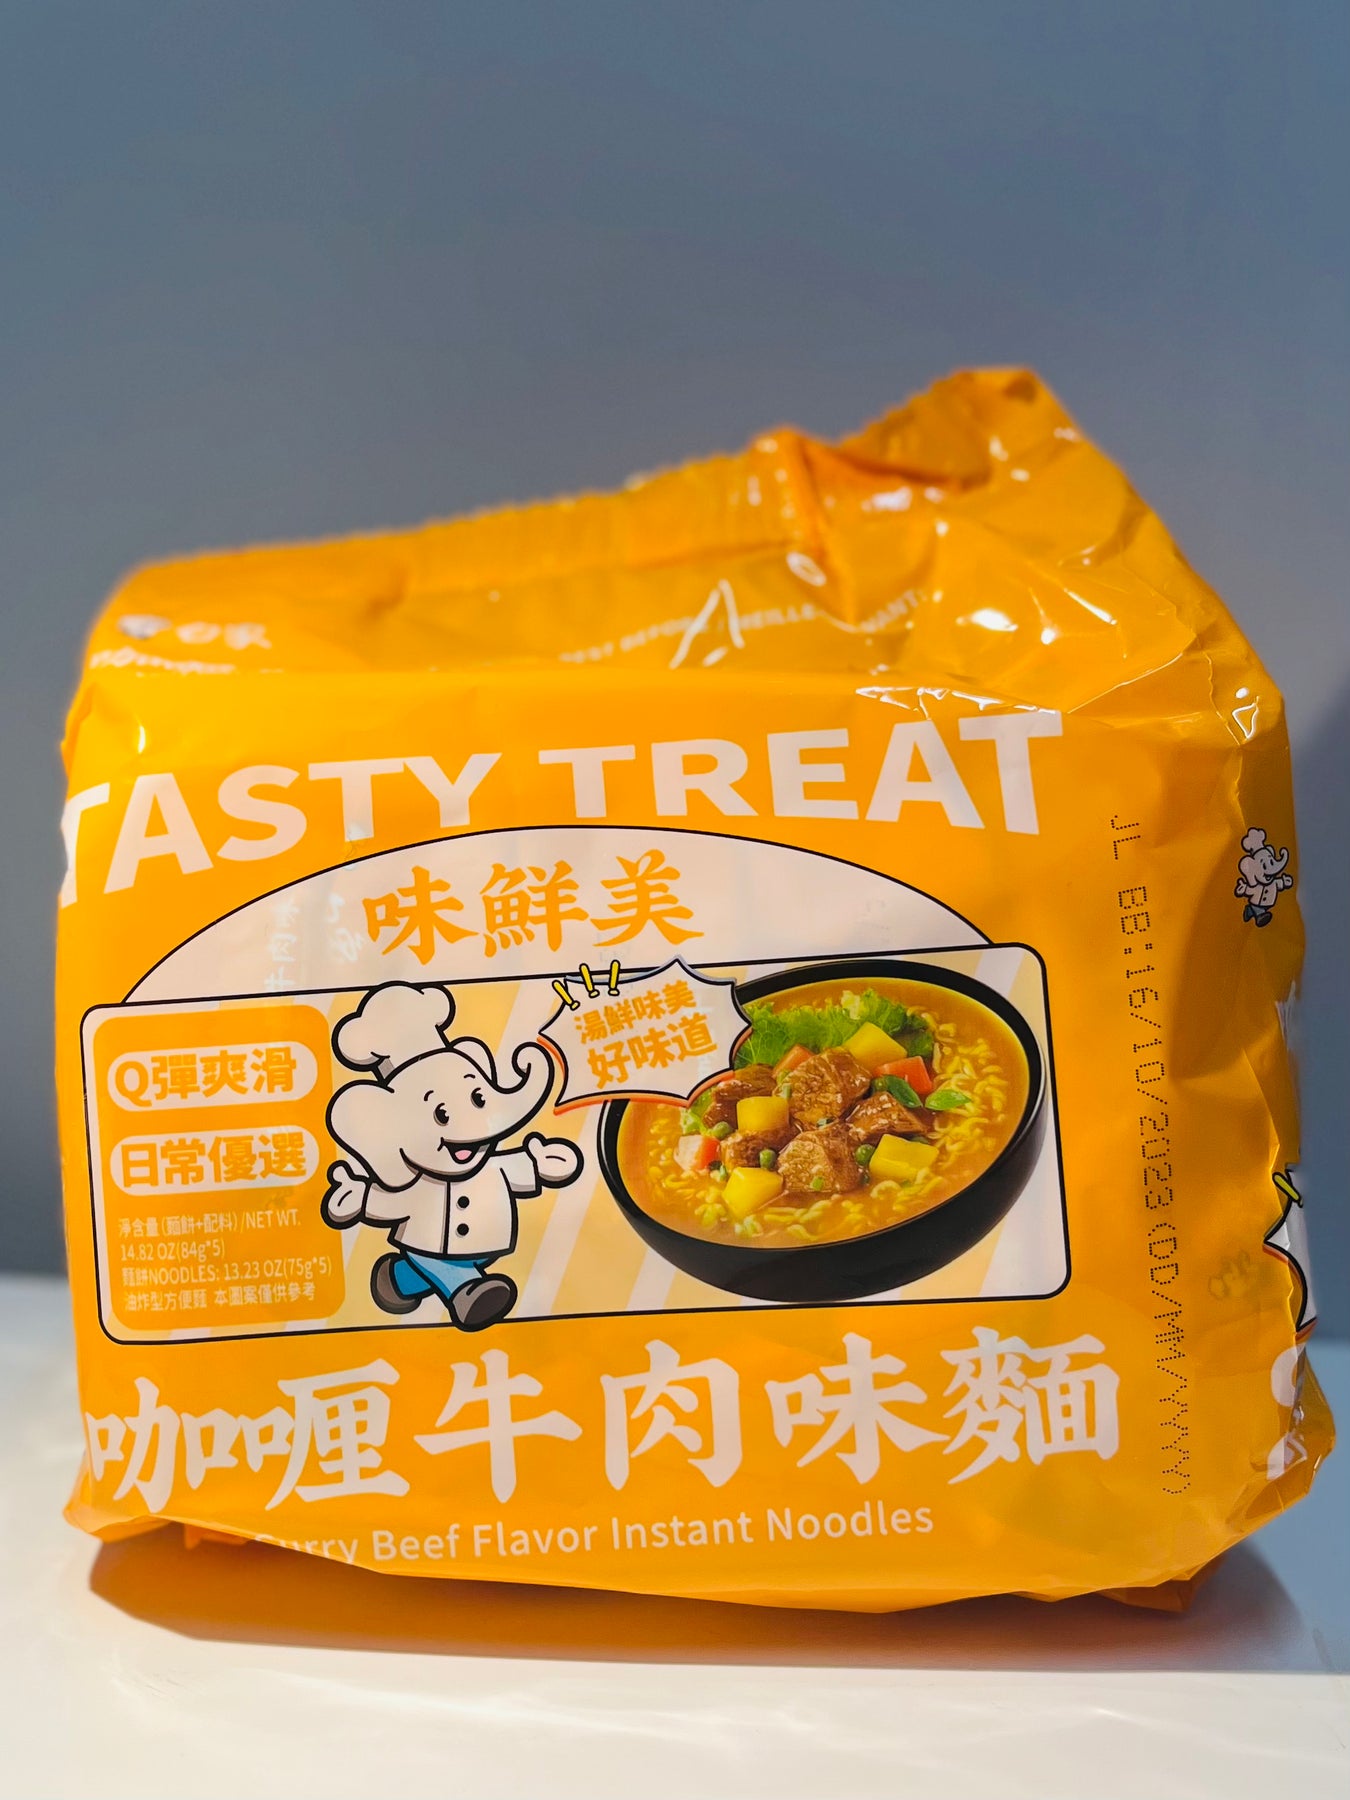 TASTY TREAT
味鮮美
湯鮮味美
好味道
Q彈爽滑
日常優選
淨含量(麵餅+配料)/NET WT.
14.82 OZ(84g*5)
麵餅NOODLES: 13.23 OZ(75g*5)
油炸型方便麵 本圖案僅供參考
咖喱牛肉味麵
Curry Beef Flavor Instant Noodles
JL BB:16/10/2023(DD/MM/YYYY)